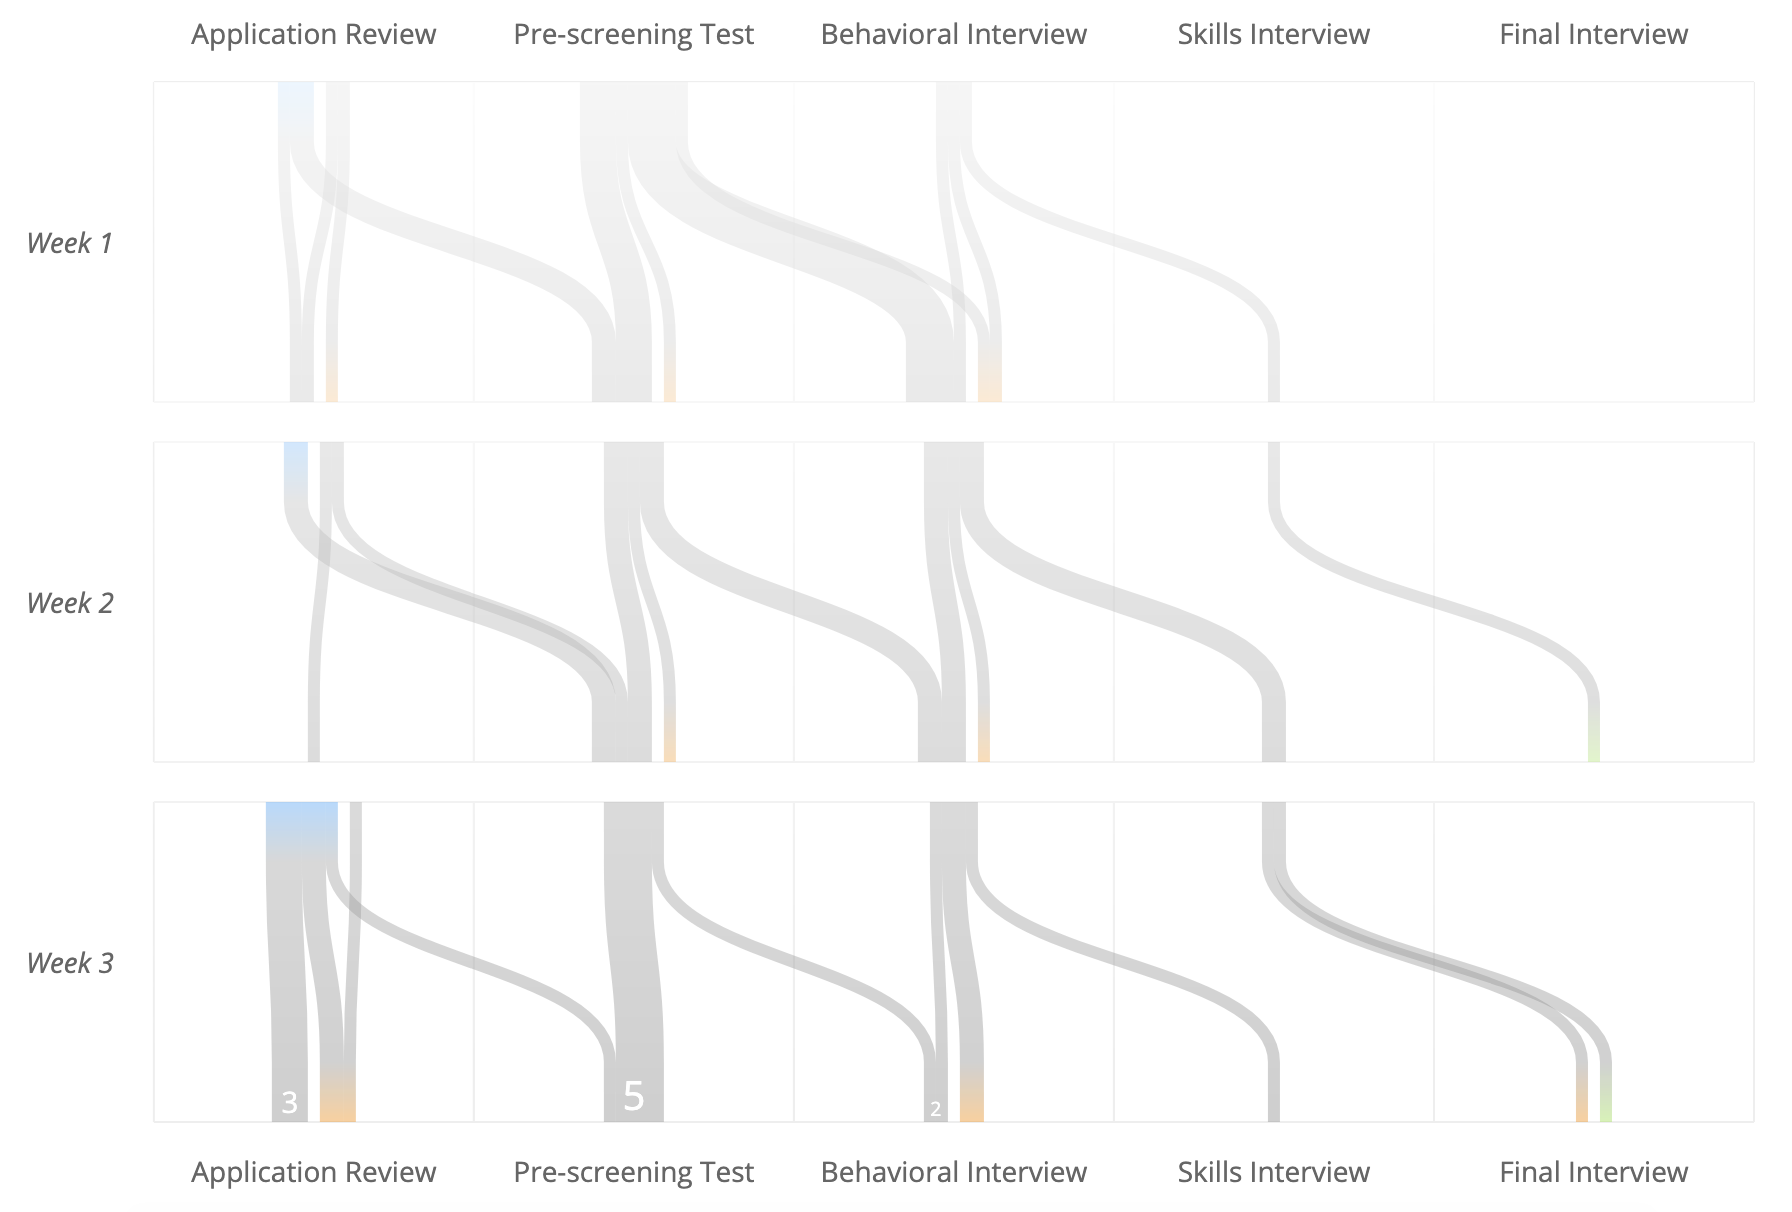 Application Review Pre-screening Test Behavioral Interview Skills Interview Final Interview
Week 1
Week 2
Week 3
3 5 2
Application Review Pre-screening Test Behavioral Interview Skills Interview Final Interview